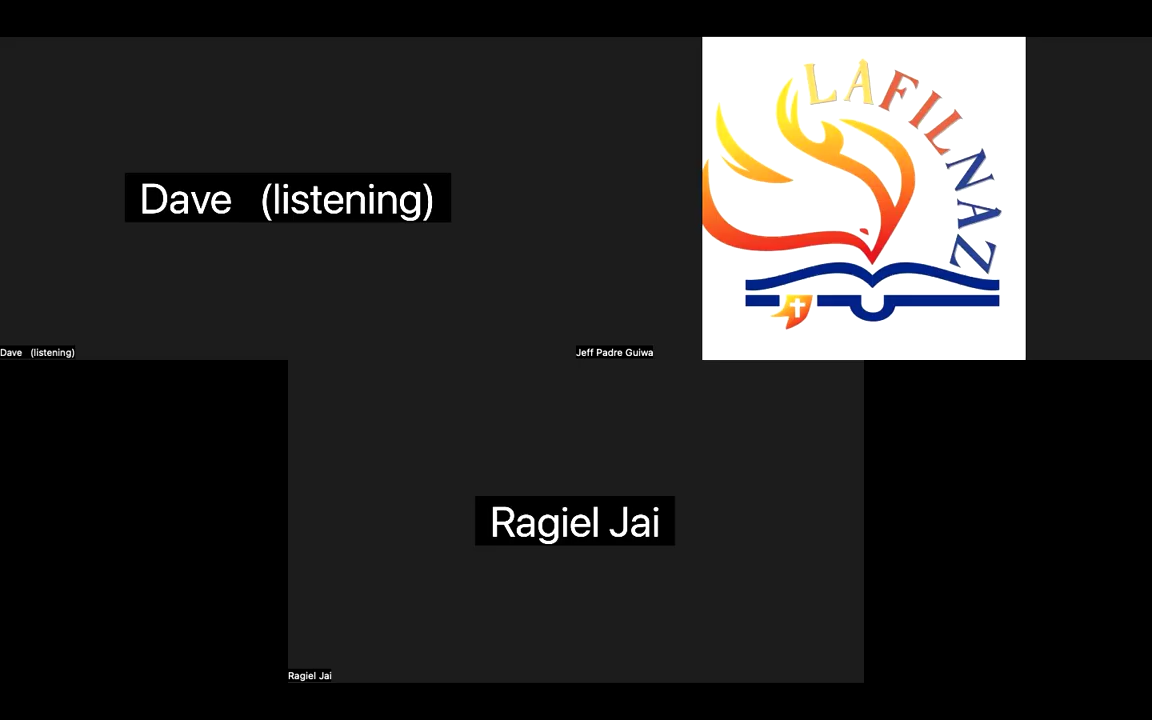 Dave (listening)
LAFILNAZ
Dave (listening)
Jeff Padre Guiwa
Ragiel Jai
Ragiel Jai